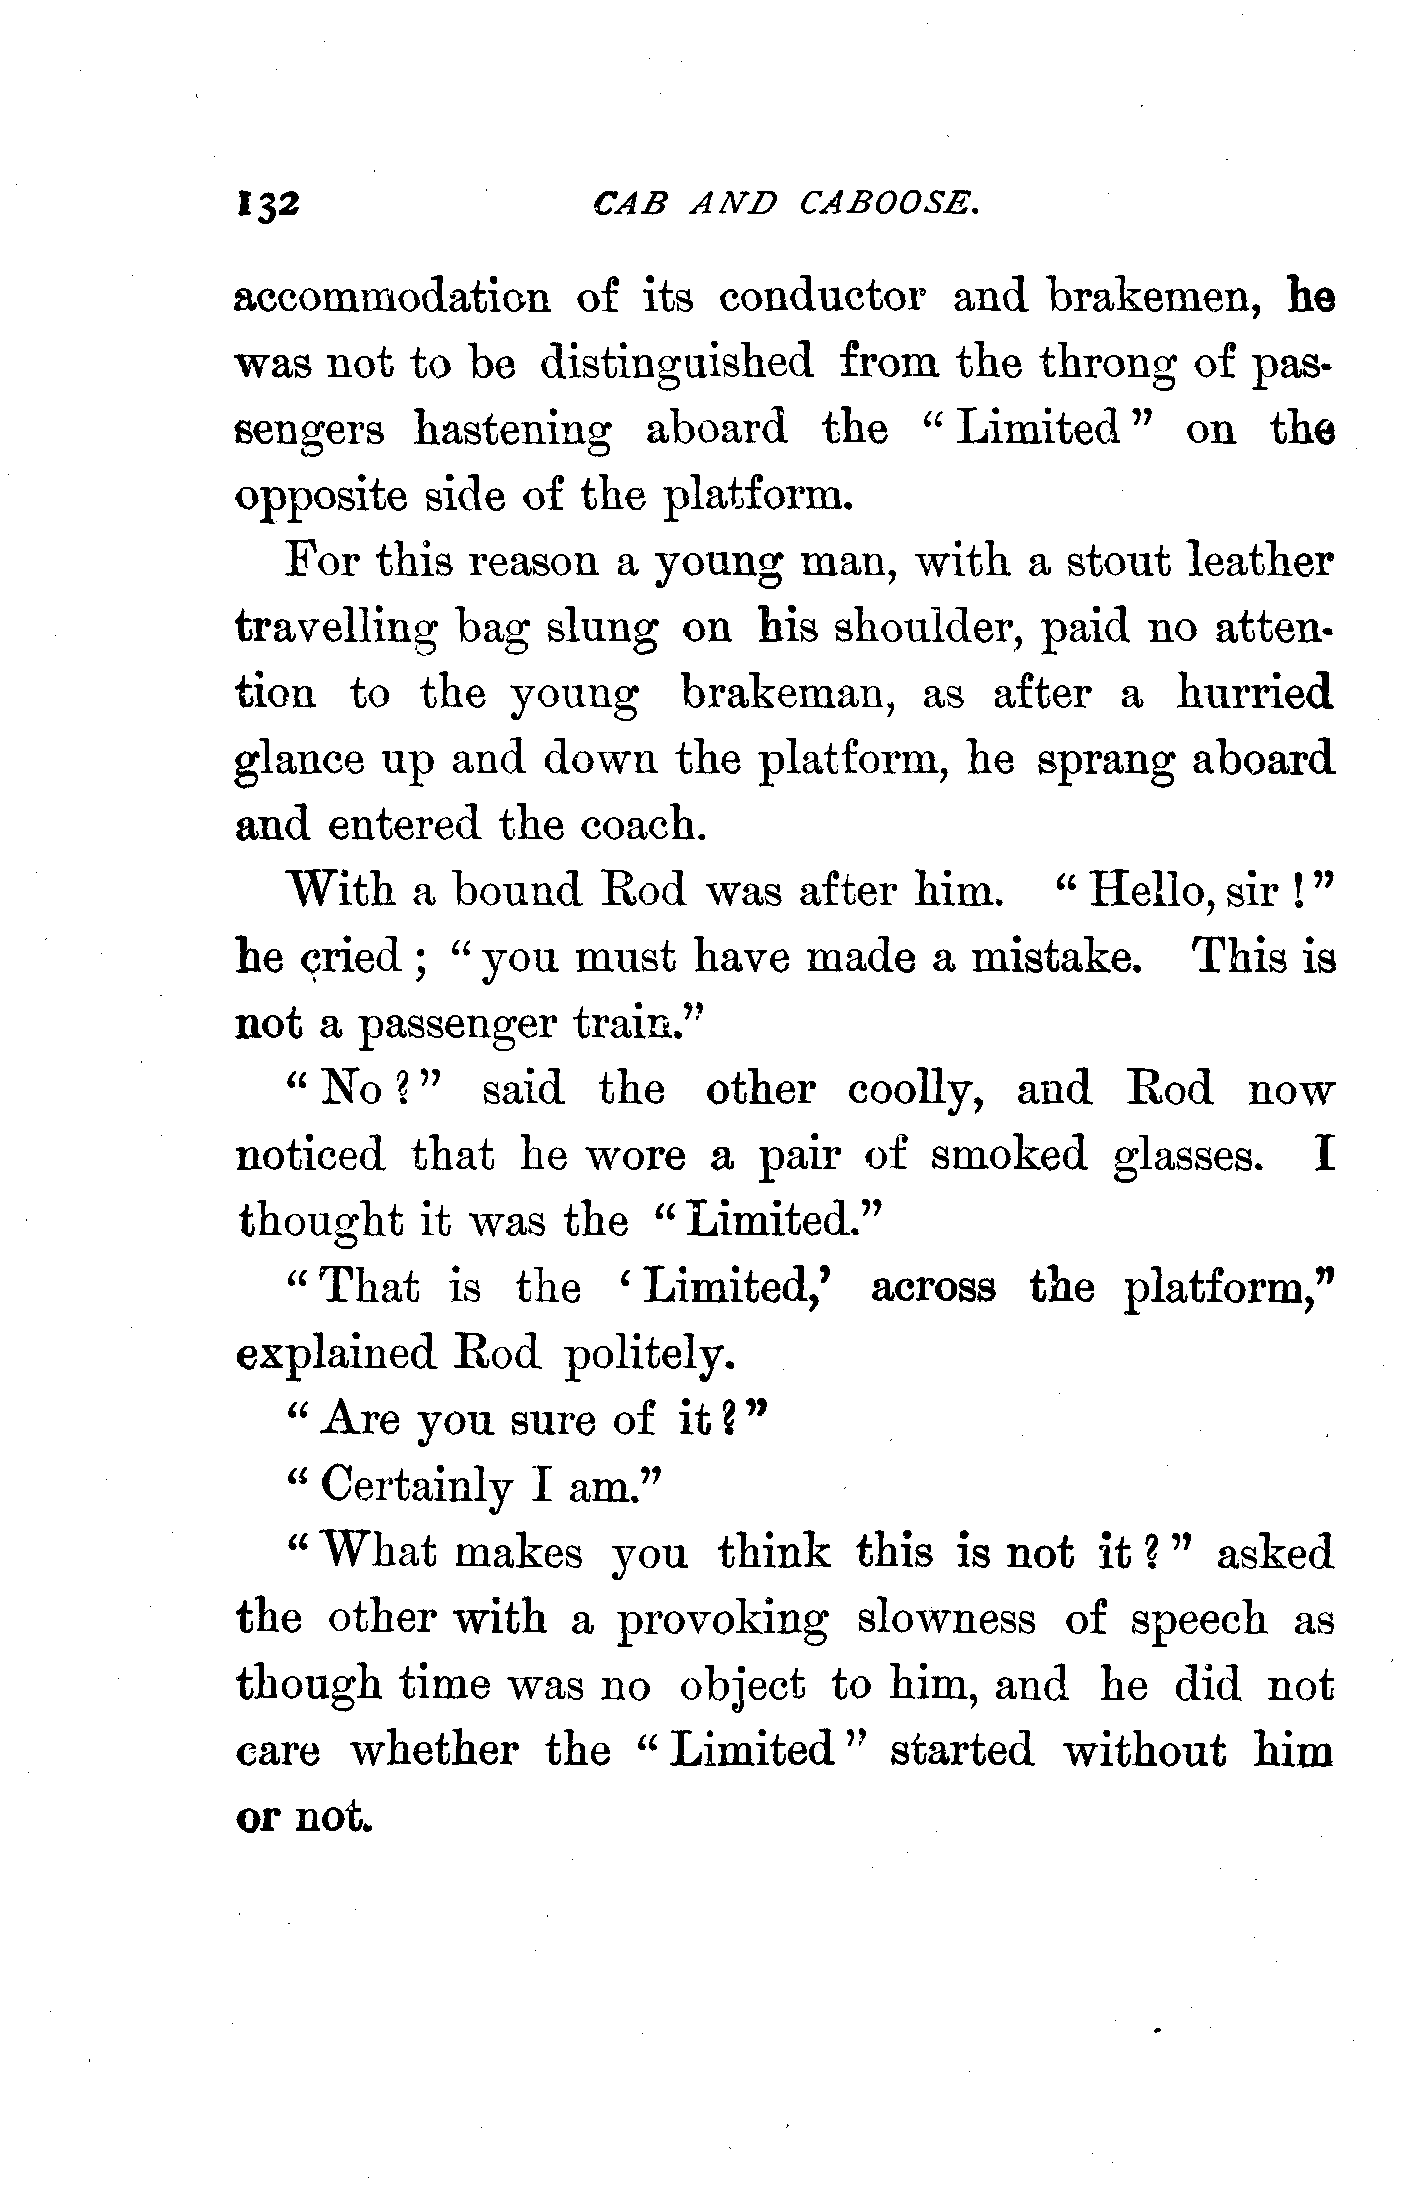 132 CAB AND CABOOSE.
accommodation of its conductor and brakemen, he
was not to be distinguished from the throng of pas-
sengers hastening aboard the “ Limited ” on the
opposite side of the platform.
For this reason a young man, with a stout leather
travelling bag slung on his shoulder, paid no atten-
tion to the young brakeman, as after a hurried
glance up and down the platform, he sprang aboard
and entered the coach.
With a bound Rod was after him. “ Hello, sir ! ”
he cried ; “ you must have made a mistake. This is
not a passenger train.”
“ No ? ” said the other coolly, and Rod now
noticed that he wore a pair of smoked glasses. I
thought it was the “ Limited.”
“ That is the ‘ Limited,’ across the platform,”
explained Rod politely.
“ Are you sure of it ? ”
“ Certainly I am.”
“ What makes you think this is not it ? ” asked
the other with a provoking slowness of speech as
though time was no object to him, and he did not
care whether the “ Limited ” started without him
or not.